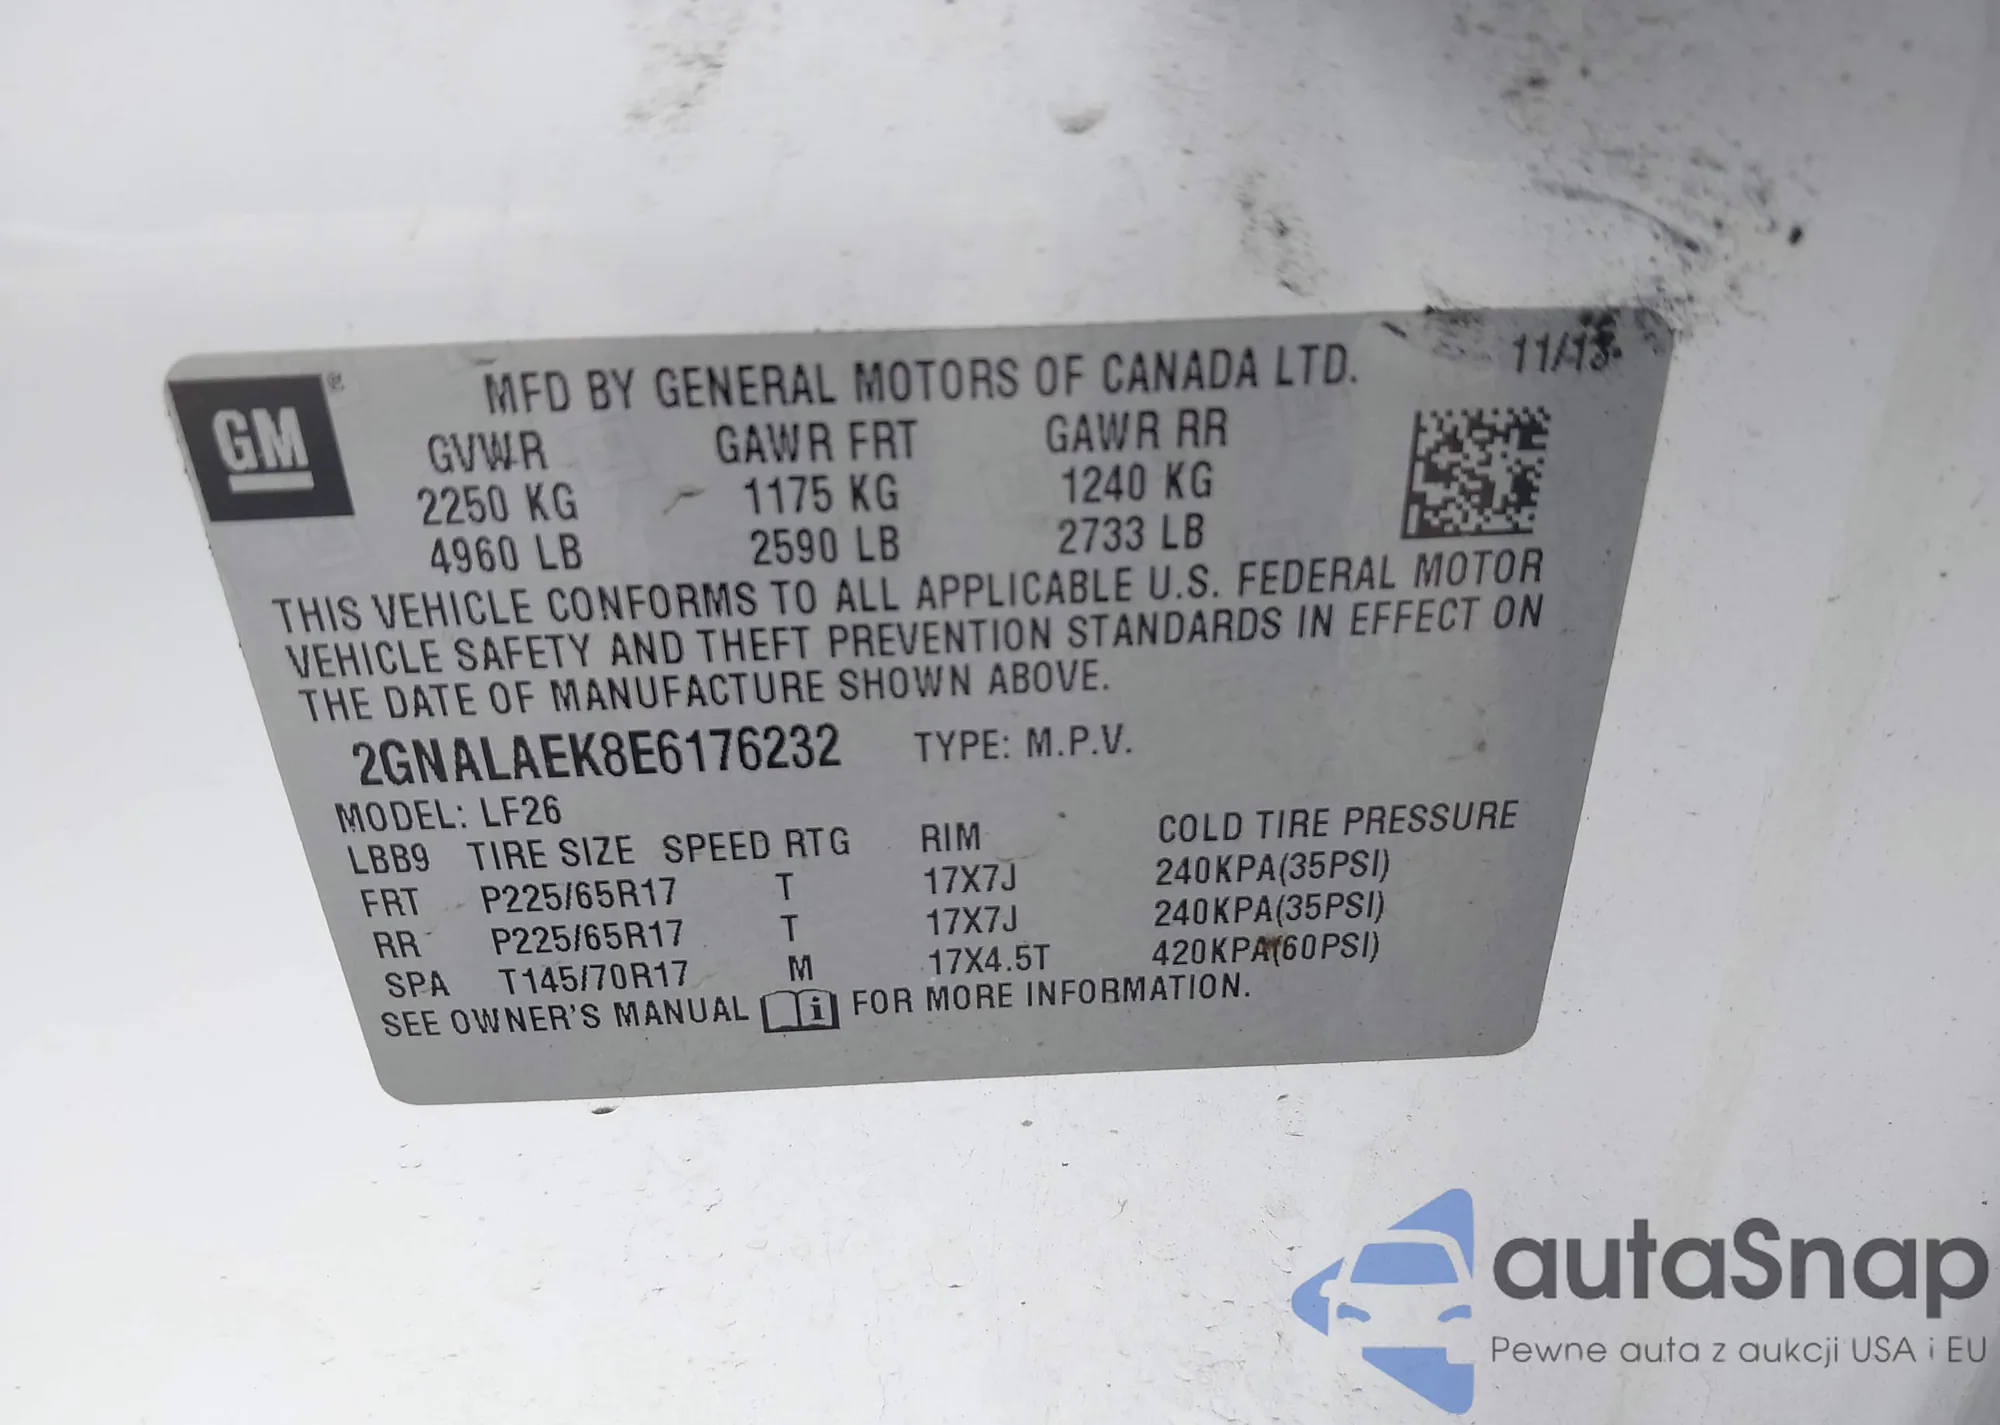 GM ®
MFD BY GENERAL MOTORS OF CANADA LTD. 11/13
GVWR GAWR FRT GAWR RR
2250 KG 1175 KG 1240 KG
4960 LB 2590 LB 2733 LB
THIS VEHICLE CONFORMS TO ALL APPLICABLE U.S. FEDERAL MOTOR
VEHICLE SAFETY AND THEFT PREVENTION STANDARDS IN EFFECT ON
THE DATE OF MANUFACTURE SHOWN ABOVE.
2GNALAEK8E6176232 TYPE: M.P.V.
MODEL: LF26
LBB9 TIRE SIZE SPEED RTG RIM COLD TIRE PRESSURE
FRT P225/65R17 T 17X7J 240KPA(35PSI)
RR P225/65R17 T 17X7J 240KPA(35PSI)
SPA T145/70R17 M 17X4.5T 420KPA(60PSI)
SEE OWNER'S MANUAL i FOR MORE INFORMATION.
autaSnap
Pewne auta z aukcji USA i EU